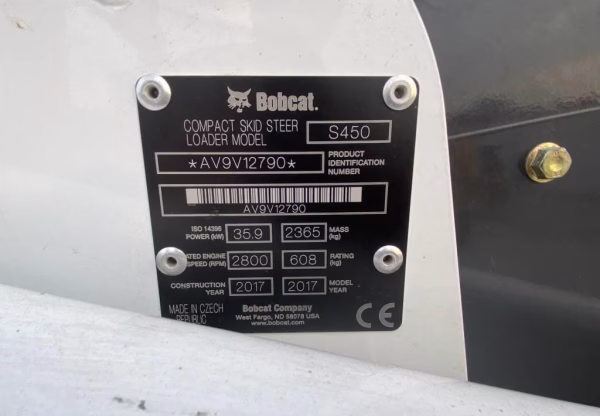 Bobcat.
COMPACT SKID STEER LOADER MODEL S450
*AV9V12790* PRODUCT IDENTIFICATION NUMBER
AV9V12790
ISO 14396 POWER (kW) 35.9 2365 MASS (kg)
ENGINE SPEED (RPM) 2800 608 RATING (kg)
CONSTRUCTION YEAR 2017 2017 MODEL YEAR
MADE IN CZECH REPUBLIC
Bobcat Company
West Fargo, ND 58078 USA
www.bobcat.com
CE